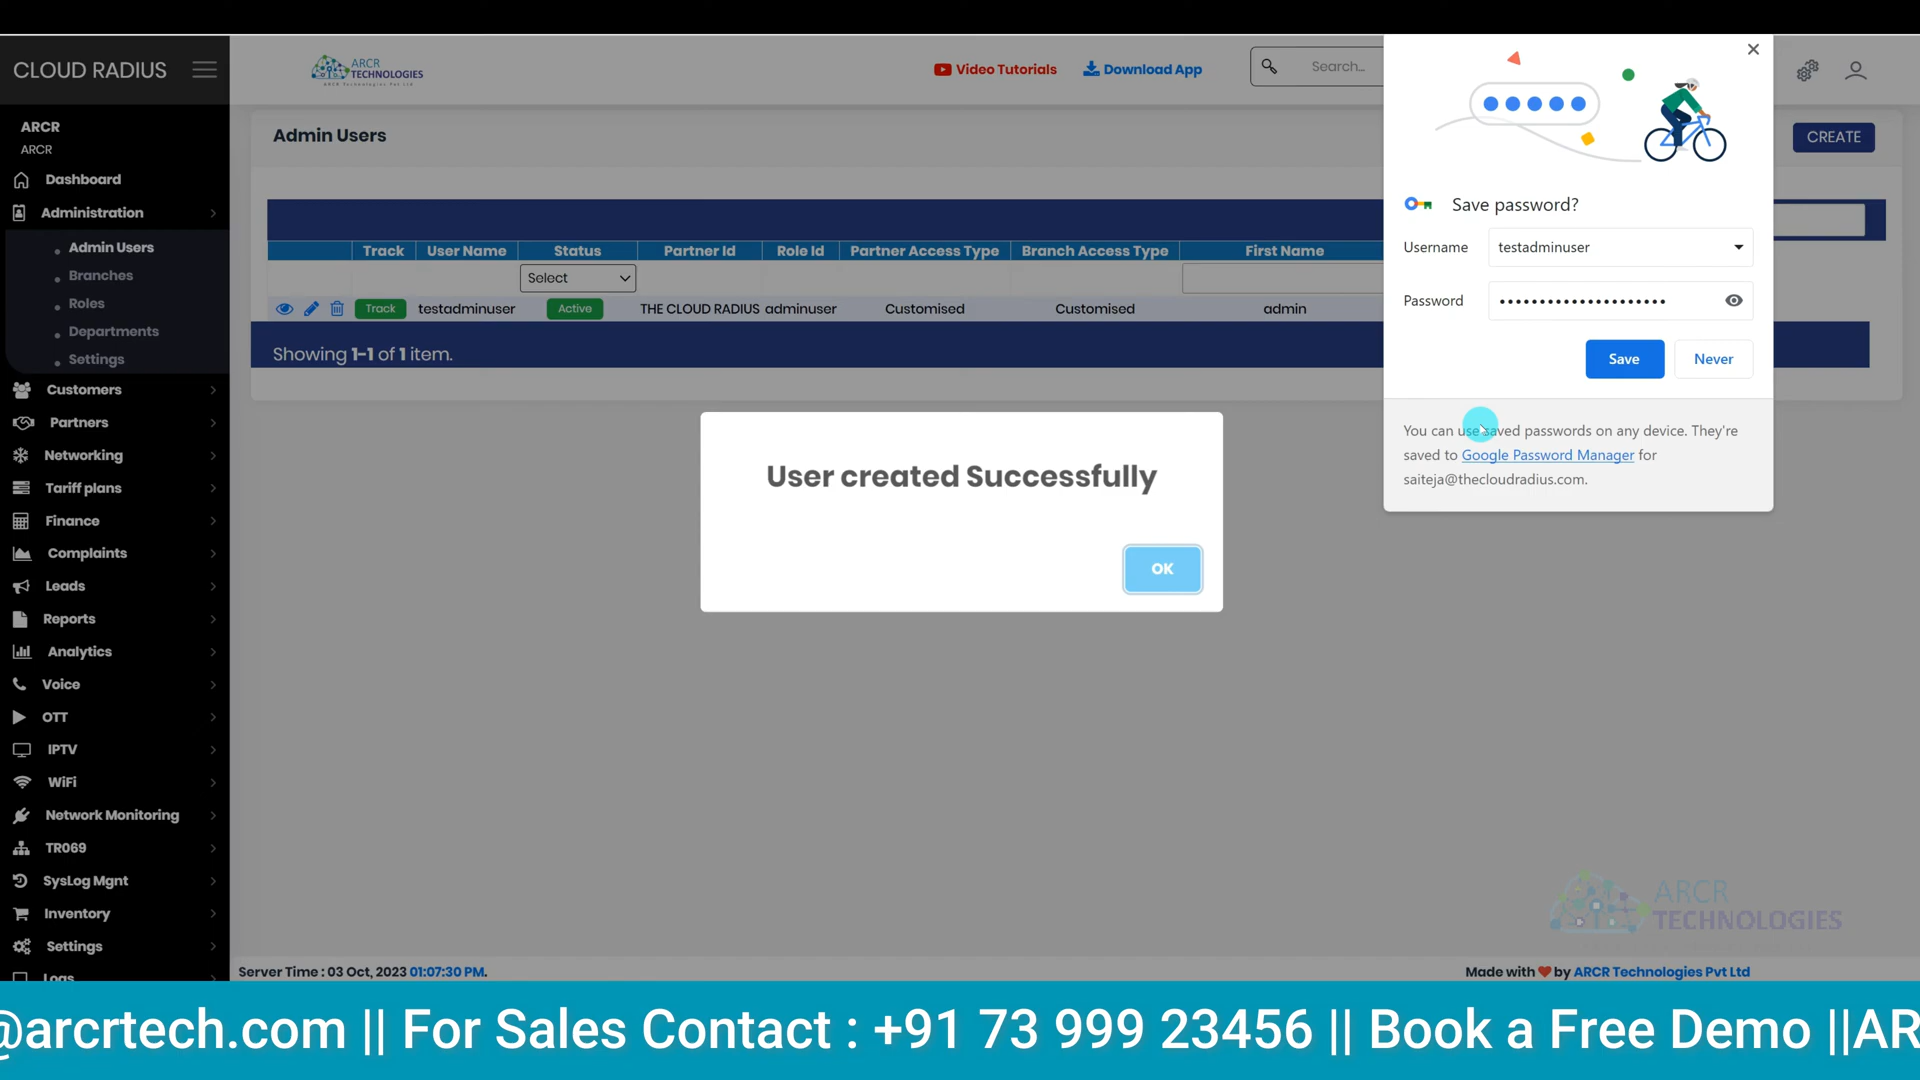 CLOUD RADIUS
ARCR
TECHNOLOGIES
ARCR Technologies Pvt Ltd
Video Tutorials
Download App
Search...
ARCR
ARCR
Dashboard
Administration
Admin Users
Branches
Roles
Departments
Settings
Customers
Partners
Networking
Tariff plans
Finance
Complaints
Leads
Reports
Analytics
Voice
OTT
IPTV
WiFi
Network Monitoring
TR069
SysLog Mgnt
Inventory
Settings
Logs
Admin Users
CREATE
Track User Name Status Partner Id Role Id Partner Access Type Branch Access Type First Name
Select
Track testadminuser Active THE CLOUD RADIUS adminuser Customised Customised admin
Showing 1-1 of 1 item.
Save password?
Username testadminuser
Password
Save Never
You can use saved passwords on any device. They're
saved to Google Password Manager for
saiteja@thecloudradius.com.
User created Successfully
OK
ARCR
TECHNOLOGIES
Server Time : 03 Oct, 2023 01:07:30 PM.
Made with ❤ by ARCR Technologies Pvt Ltd
@arcrtech.com || For Sales Contact : +91 73 999 23456 || Book a Free Demo ||AR